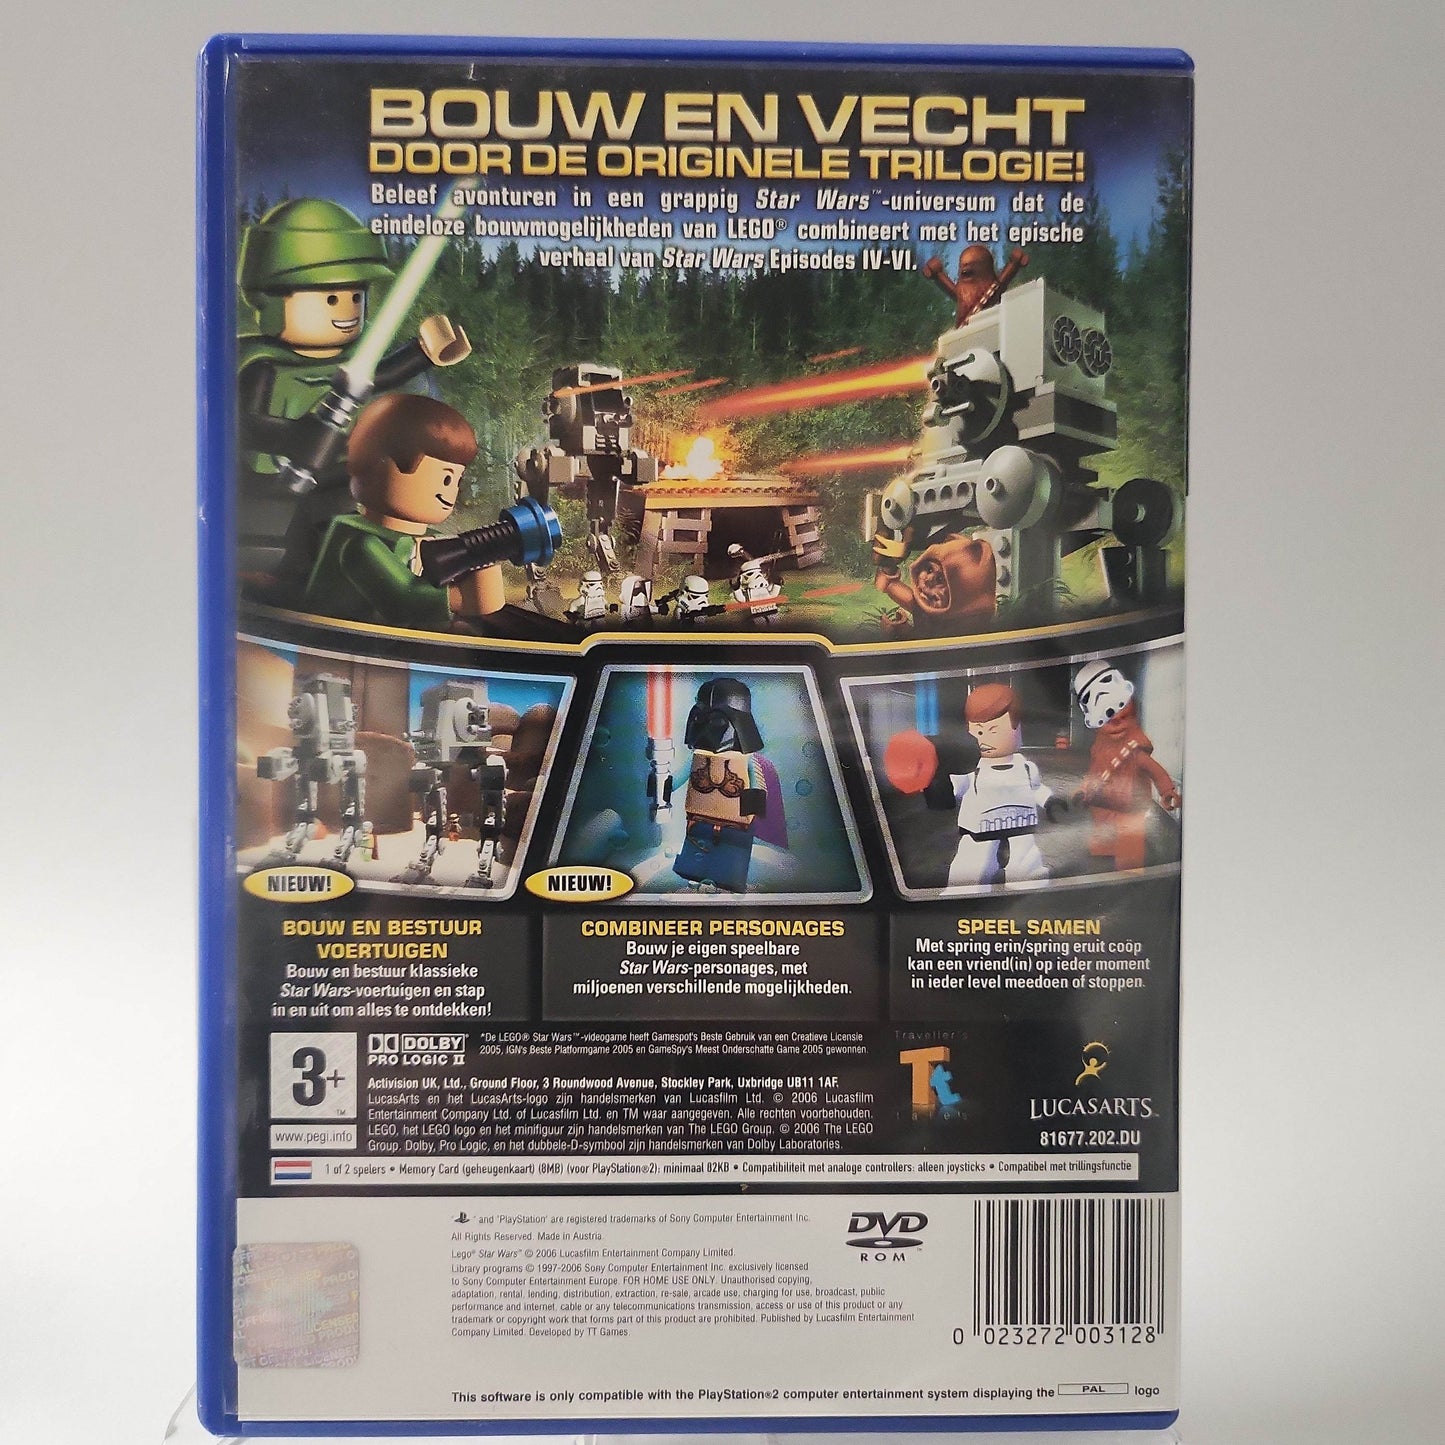 BOUW EN VECHT
DOOR DE ORIGINELE TRILOGIE!
Beleef avonturen in een grappig Star Wars™-universum dat de
eindeloze bouwmogelijkheden van LEGO® combineert met het epische
verhaal van Star Wars Episodes IV-VI.
NIEUW!
BOUW EN BESTUUR
VOERTUIGEN
Bouw en bestuur klassieke
Star Wars-voertuigen en stap
in en uit om alles te ontdekken!
NIEUW!
COMBINEER PERSONAGES
Bouw je eigen speelbare
Star Wars-personages, met
miljoenen verschillende mogelijkheden.
SPEEL SAMEN
Met spring erin/spring eruit coöp
kan een vriend(in) op ieder moment
in ieder level meedoen of stoppen.
3+
™
www.pegi.info
DOLBY
PRO LOGIC II
*De LEGO® Star Wars™-videogame heeft Gamespot's Beste Gebruik van een Creatieve Licensie
2005, IGN's Beste Platformgame 2005 en GameSpy's Meest Onderschatte Game 2005 gewonnen.
Activision UK, Ltd., Ground Floor, 3 Roundwood Avenue, Stockley Park, Uxbridge UB11 1AF.
LucasArts en het LucasArts-logo zijn handelsmerken van Lucasfilm Ltd. © 2006 Lucasfilm
Entertainment Company Ltd. of Lucasfilm Ltd. en TM waar aangegeven. Alle rechten voorbehouden.
LEGO, het LEGO logo en het minifiguur zijn handelsmerken van The LEGO Group. © 2006 The LEGO
Group. Dolby, Pro Logic, en het dubbele-D-symbool zijn handelsmerken van Dolby Laboratories.
Traveller's
Tt
tales
LUCASARTS™
81677.202.DU
1 of 2 spelers • Memory Card (geheugenkaart) (8MB) (voor PlayStation®2): minimaal 82KB • Compatibiliteit met analoge controllers: alleen joysticks • Compatibel met trillingsfunctie
" " and "PlayStation" are registered trademarks of Sony Computer Entertainment Inc.
All Rights Reserved. Made in Austria.
Lego® Star Wars™ © 2006 Lucasfilm Entertainment Company Limited.
Library programs © 1997-2006 Sony Computer Entertainment Inc. exclusively licensed
to Sony Computer Entertainment Europe. FOR HOME USE ONLY. Unauthorised copying,
adaptation, rental, lending, distribution, extraction, re-sale, arcade use, charging for use, broadcast, public
performance and internet, cable or any telecommunications transmission, access or use of this product or any
trademark or copyright work that forms part of this product are prohibited. Published by Lucasfilm Entertainment
Company Limited. Developed by TT Games.
DVD™
ROM
0 023272 003128
This software is only compatible with the PlayStation®2 computer entertainment system displaying the PAL logo